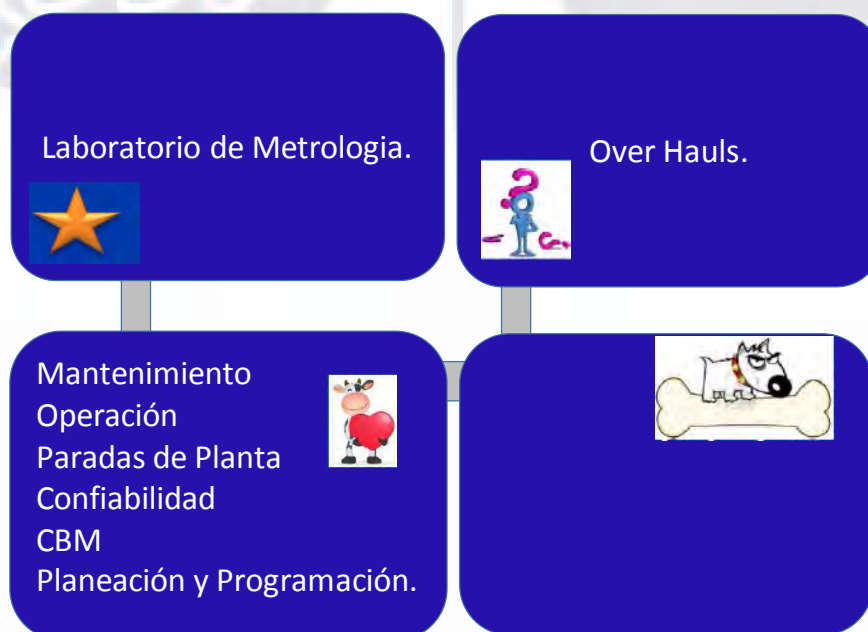 Laboratorio de Metrologia.
Over Hauls.
Mantenimiento
Operación
Paradas de Planta
Confiabilidad
CBM
Planeación y Programación.